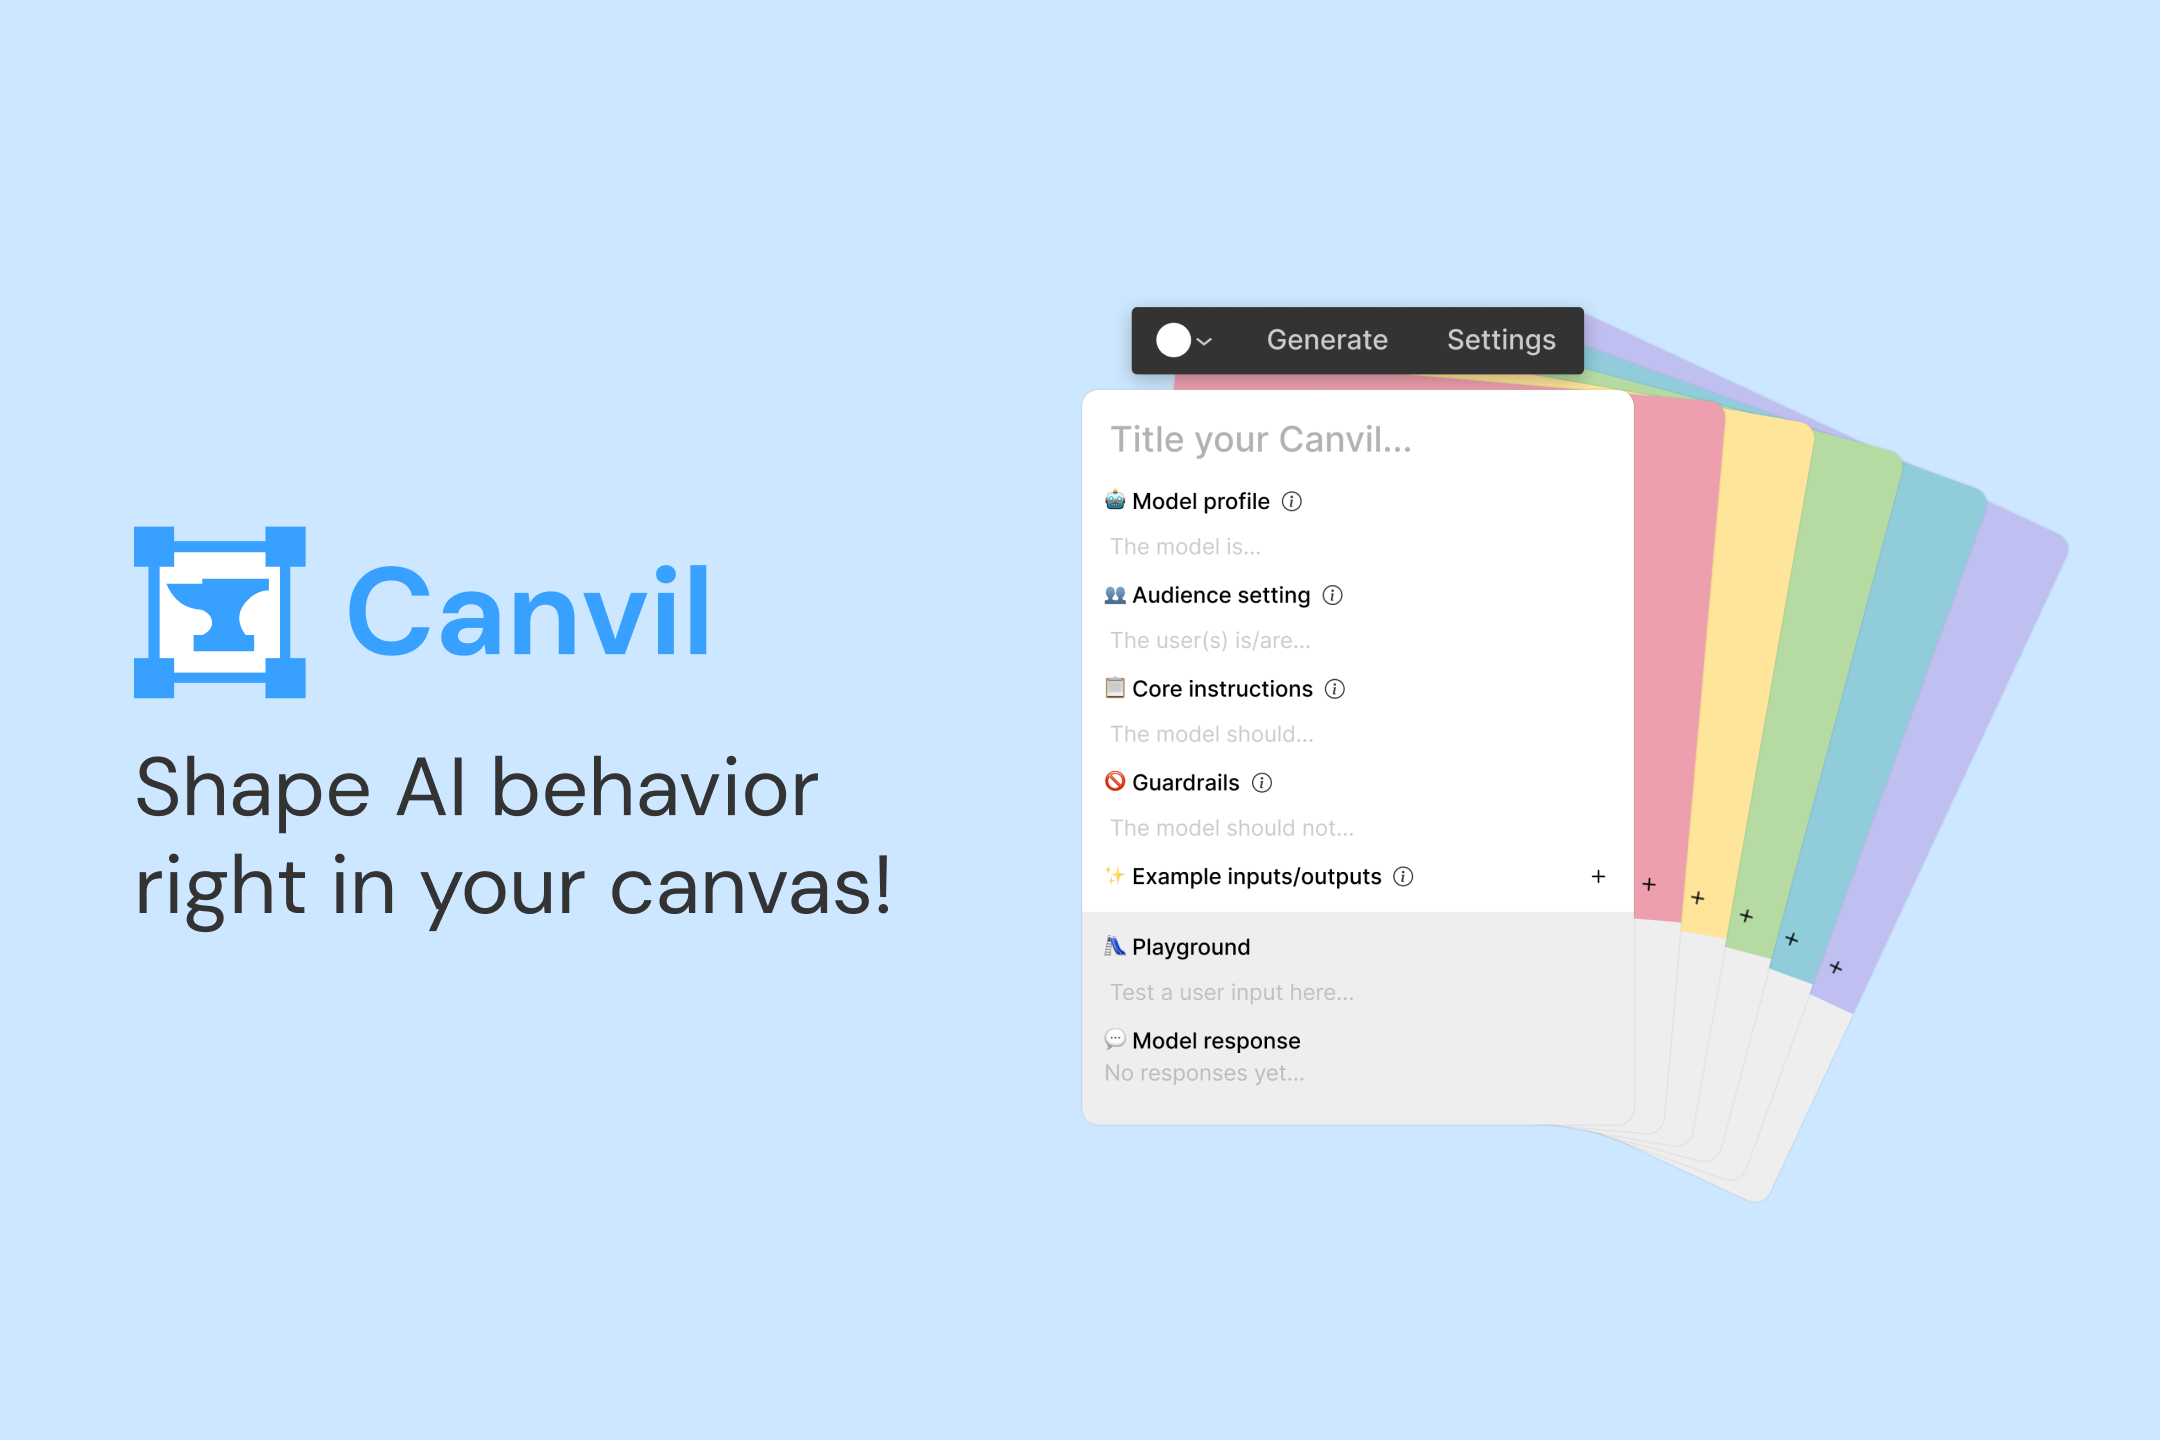 Canvil
Shape AI behavior
right in your canvas!
Generate Settings
Title your Canvil...
Model profile
The model is...
Audience setting
The user(s) is/are...
Core instructions
The model should...
Guardrails
The model should not...
Example inputs/outputs
Playground
Test a user input here...
Model response
No responses yet...